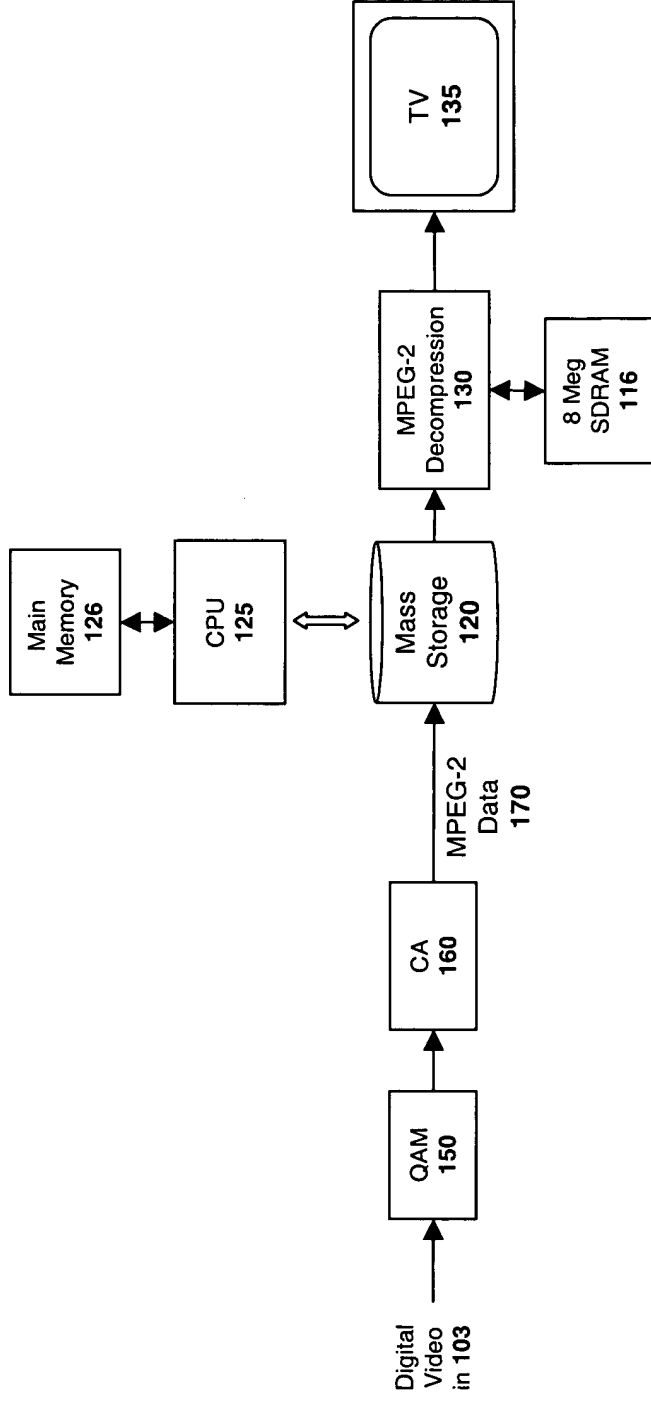 Digital
Video
in 103
QAM
150
CA
160
MPEG-2
Data
170
Main
Memory
126
CPU
125
Mass
Storage
120
MPEG-2
Decompression
130
8 Meg
SDRAM
116
TV
135